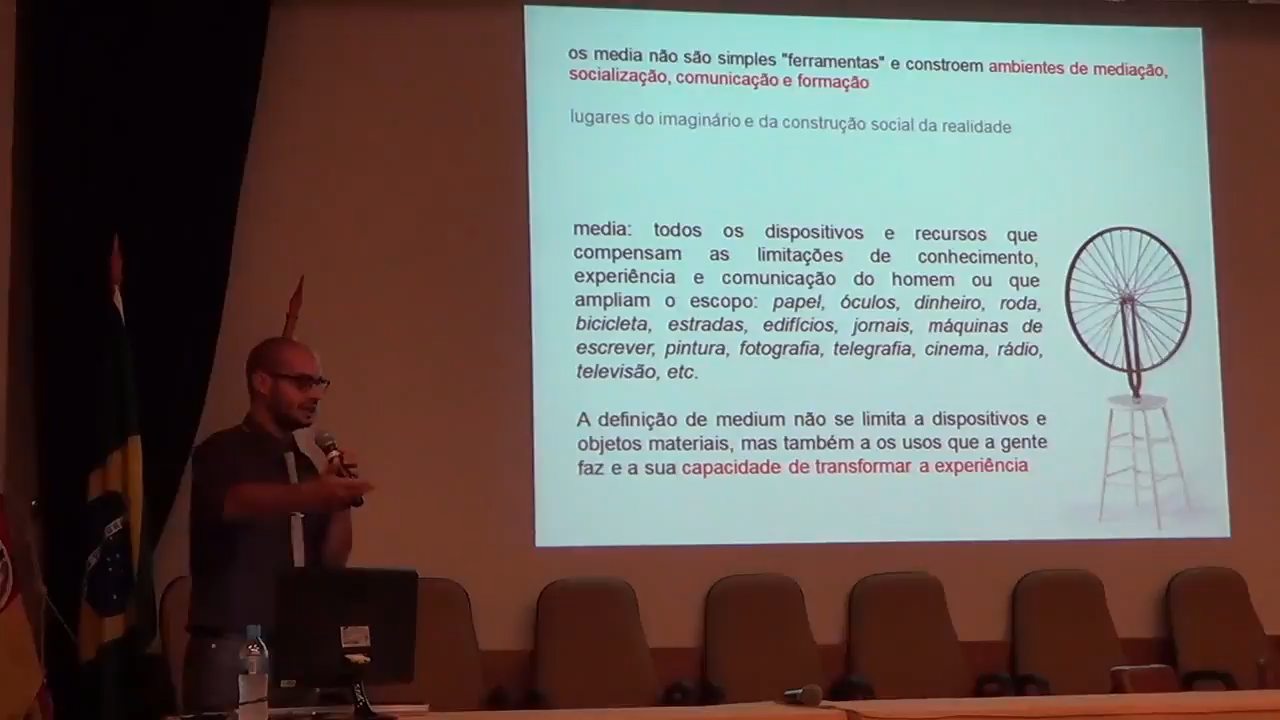 os media não são simples "ferramentas" e constroem ambientes de mediação,
socialização, comunicação e formação
lugares do imaginário e da construção social da realidade
media: todos os dispositivos e recursos que
compensam as limitações de conhecimento,
experiência e comunicação do homem ou que
ampliam o escopo: papel, óculos, dinheiro, roda,
bicicleta, estradas, edifícios, jornais, máquinas de
escrever, pintura, fotografia, telegrafia, cinema, rádio,
televisão, etc.
A definição de medium não se limita a dispositivos e
objetos materiais, mas também a os usos que a gente
faz e a sua capacidade de transformar a experiência